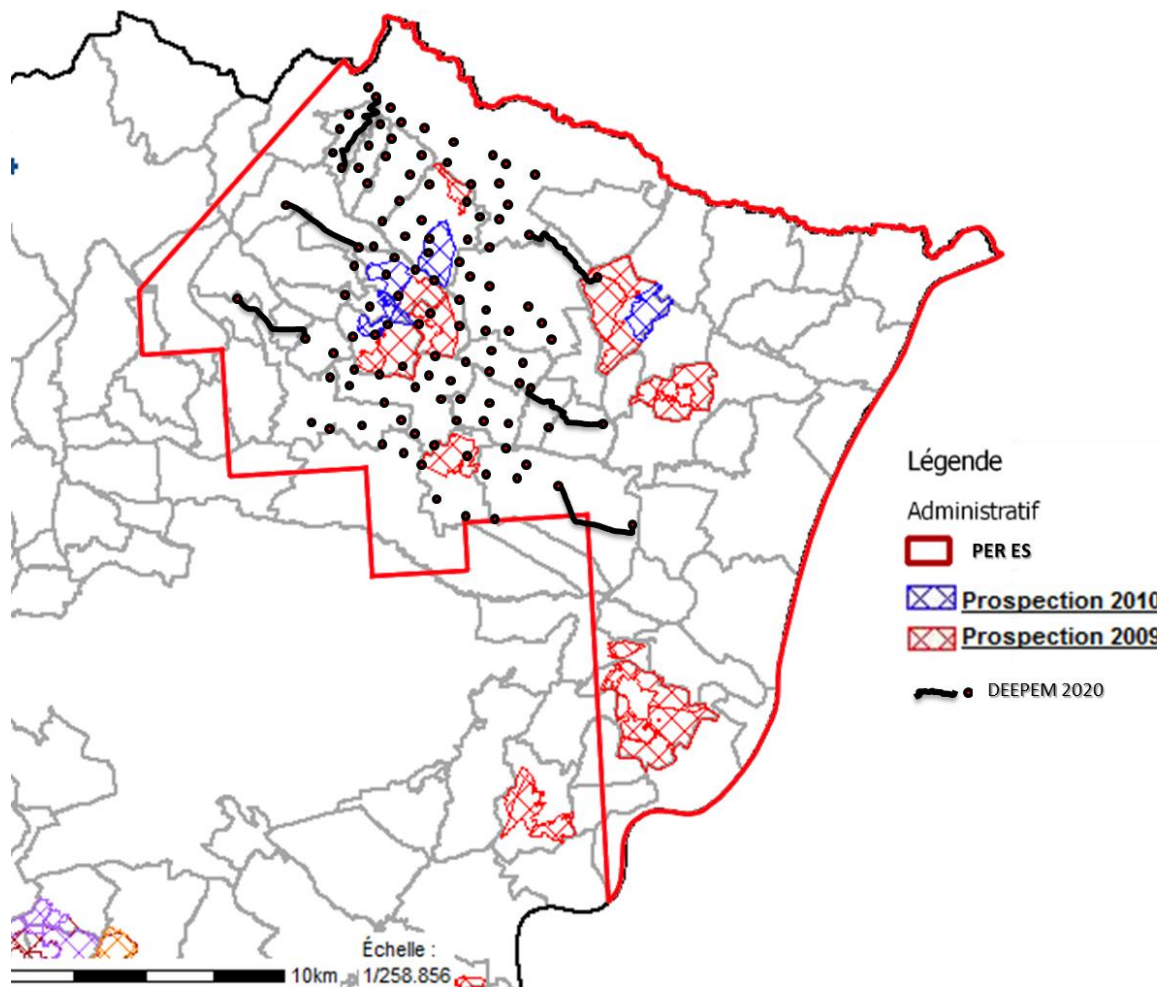 Légende
Administratif
PER ES
Prospection 2010
Prospection 2009
DEEPEM 2020
Échelle :
10km
1/258.856